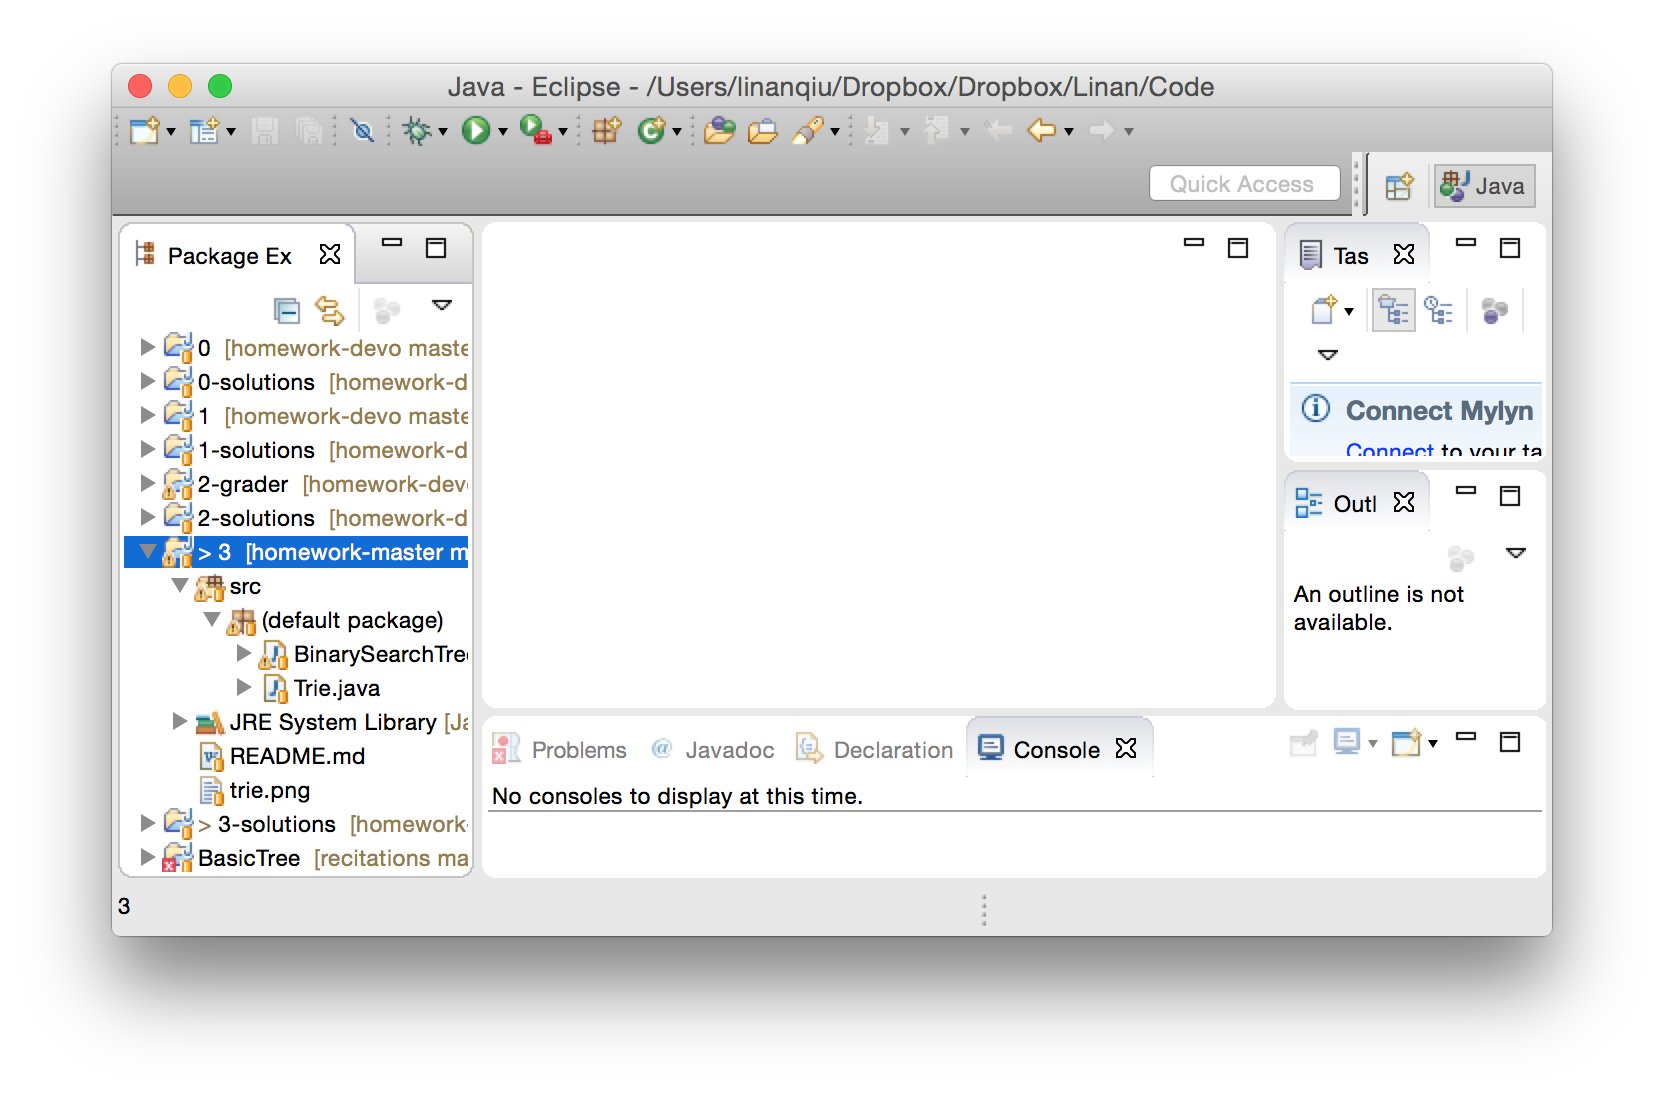 Java - Eclipse - /Users/linanqiu/Dropbox/Dropbox/Linan/Code
Quick Access
Java
Package Ex
0 [homework-devo maste
0-solutions [homework-d
1 [homework-devo maste
1-solutions [homework-d
2-grader [homework-dev
2-solutions [homework-d
> 3 [homework-master m
src
(default package)
BinarySearchTre
Trie.java
JRE System Library [Ja
README.md
trie.png
> 3-solutions [homework-
BasicTree [recitations ma
Tas
Connect Mylyn
Connect to your ta
Outl
An outline is not
available.
Problems
Javadoc
Declaration
Console
No consoles to display at this time.
3